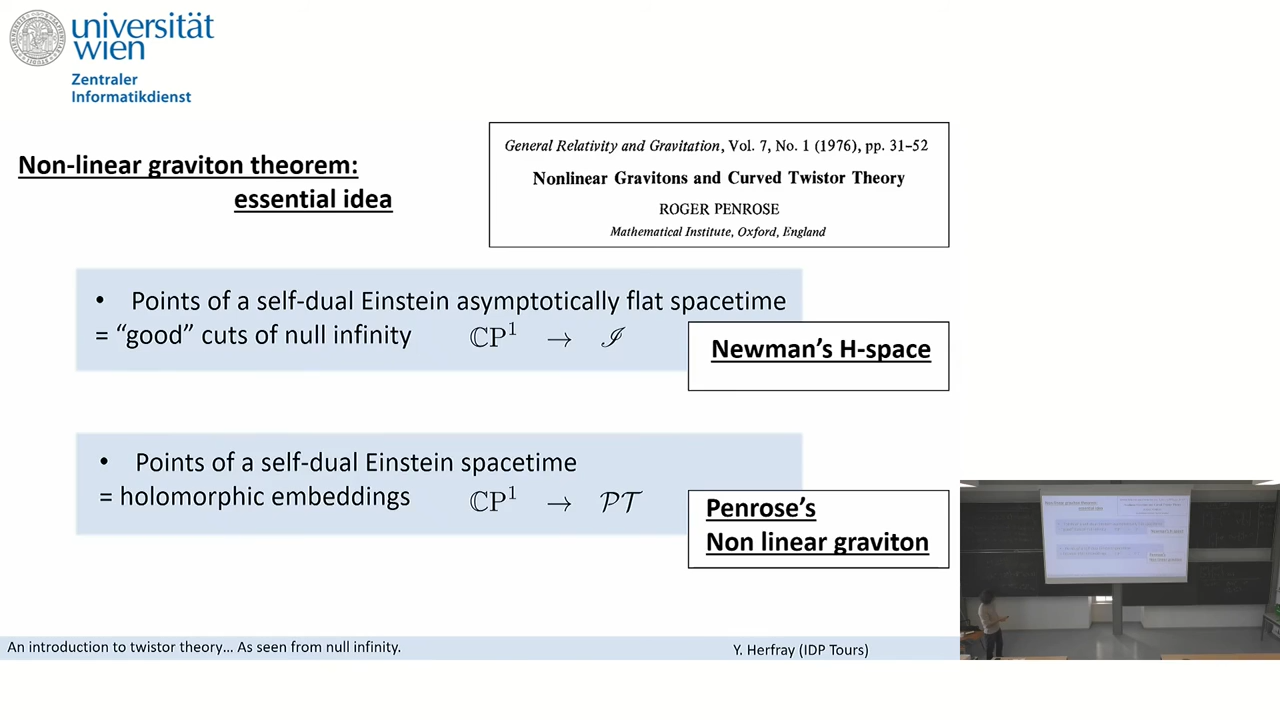 universität
wien
Zentraler
Informatikdienst
Non-linear graviton theorem:
essential idea
General Relativity and Gravitation, Vol. 7, No. 1 (1976), pp. 31–52
Nonlinear Gravitons and Curved Twistor Theory
ROGER PENROSE
Mathematical Institute, Oxford, England
• Points of a self-dual Einstein asymptotically flat spacetime
= “good” cuts of null infinity ℂP¹ → ℐ
Newman’s H-space
• Points of a self-dual Einstein spacetime
= holomorphic embeddings ℂP¹ → 𝒫𝒯
Penrose’s
Non linear graviton
An introduction to twistor theory... As seen from null infinity.
Y. Herfray (IDP Tours)